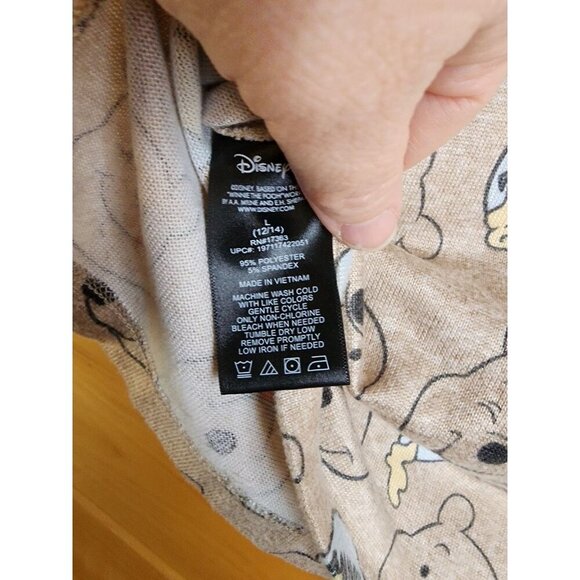 Disney
©DISNEY. BASED ON THE
"WINNIE THE POOH" WORKS
BY A.A. MILNE AND E.H. SHEPARD
WWW.DISNEY.COM
L
(12/14)
RN#17363
UPC#: 197117422051
95% POLYESTER
5% SPANDEX
MADE IN VIETNAM
MACHINE WASH COLD
WITH LIKE COLORS
GENTLE CYCLE
ONLY NON-CHLORINE
BLEACH WHEN NEEDED
TUMBLE DRY LOW
REMOVE PROMPTLY
LOW IRON IF NEEDED